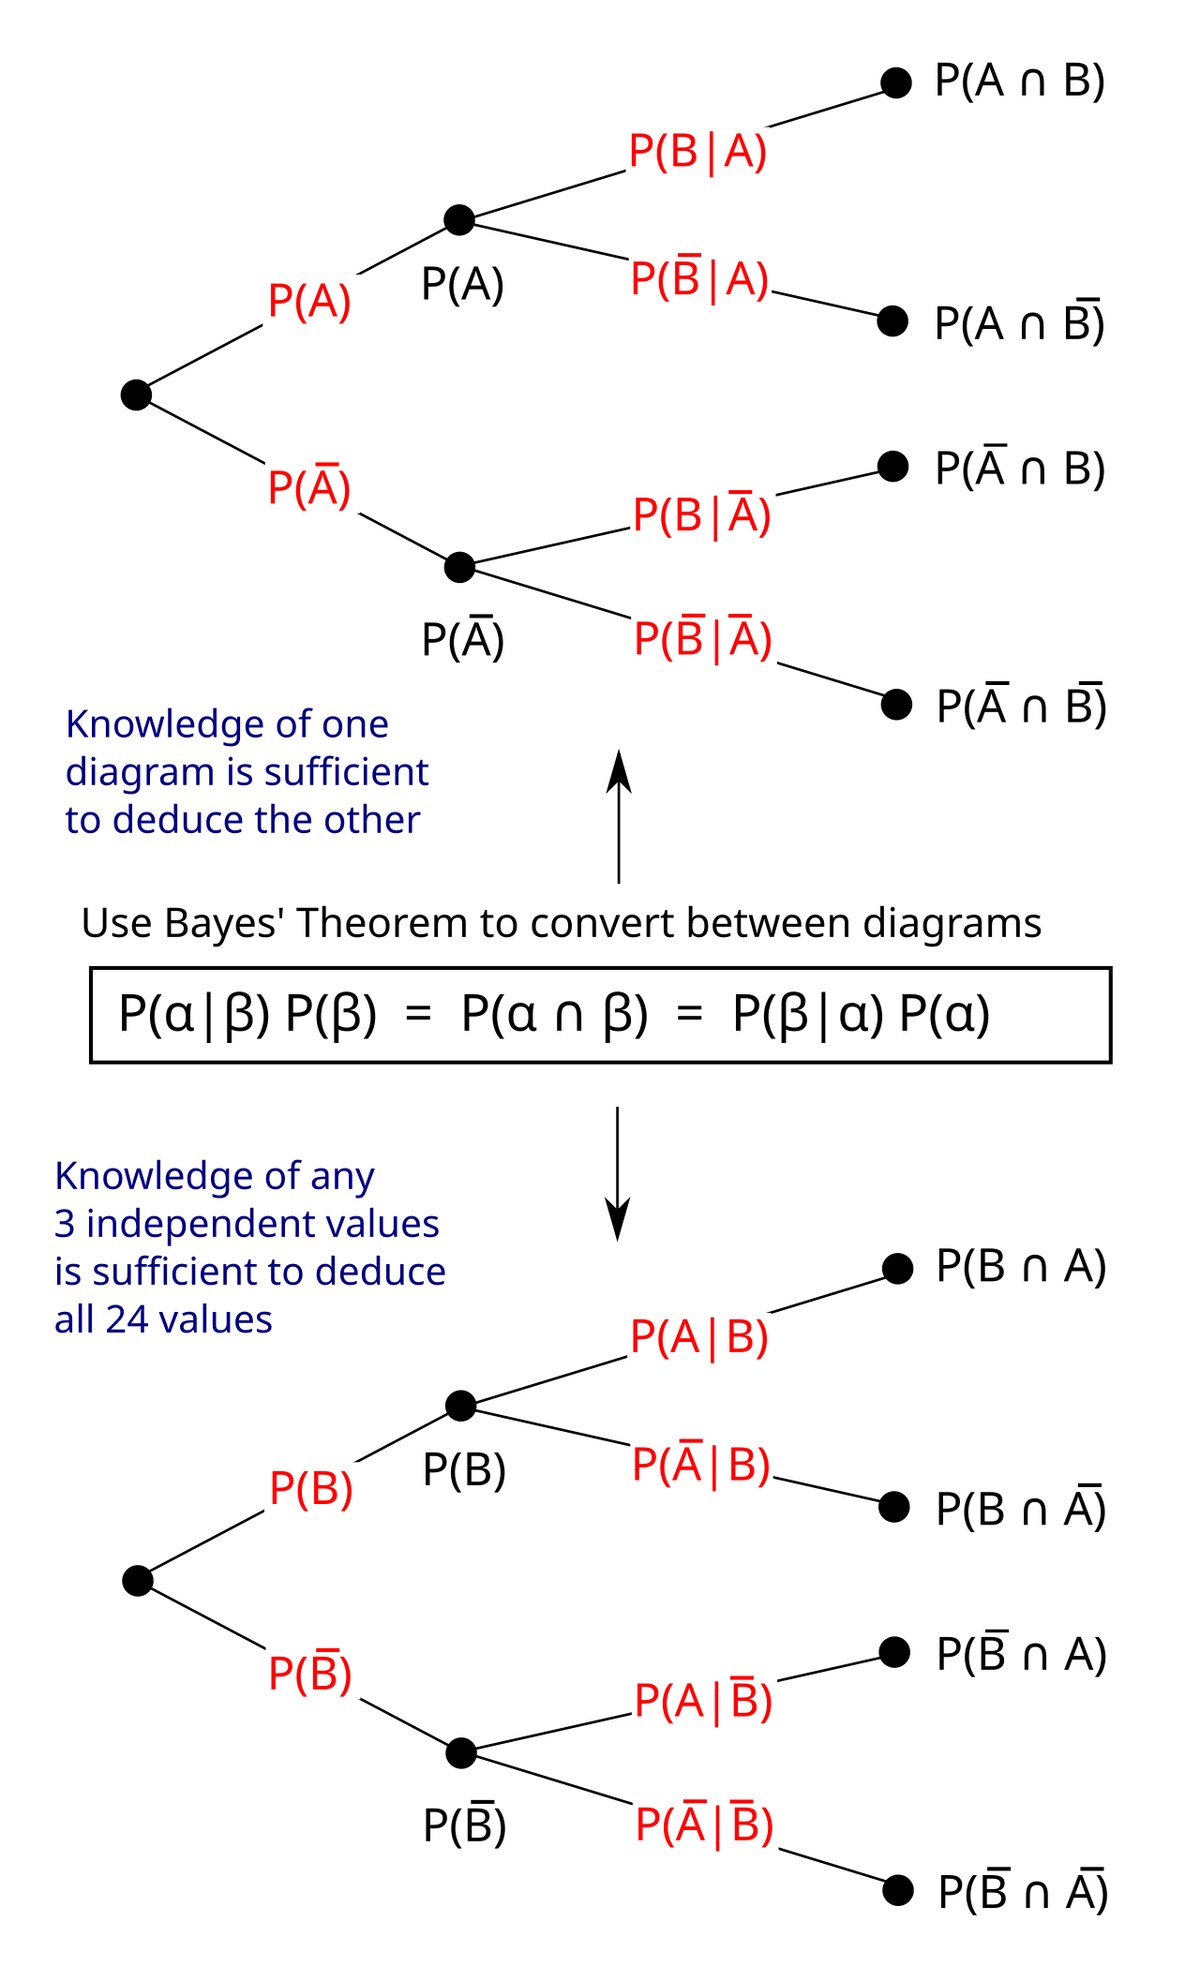 P(A ∩ B)
P(B|A)
P(A)
P(A)
P(B̅|A)
P(A ∩ B̅)
P(A̅)
P(B|A̅)
P(A̅ ∩ B)
P(A̅)
P(B̅|A̅)
P(A̅ ∩ B̅)
Knowledge of one
diagram is sufficient
to deduce the other
Use Bayes' Theorem to convert between diagrams
P(α|β) P(β) = P(α ∩ β) = P(β|α) P(α)
Knowledge of any
3 independent values
is sufficient to deduce
all 24 values
P(B ∩ A)
P(A|B)
P(B)
P(B)
P(A̅|B)
P(B ∩ A̅)
P(B̅)
P(A|B̅)
P(B̅ ∩ A)
P(B̅)
P(A̅|B̅)
P(B̅ ∩ A̅)